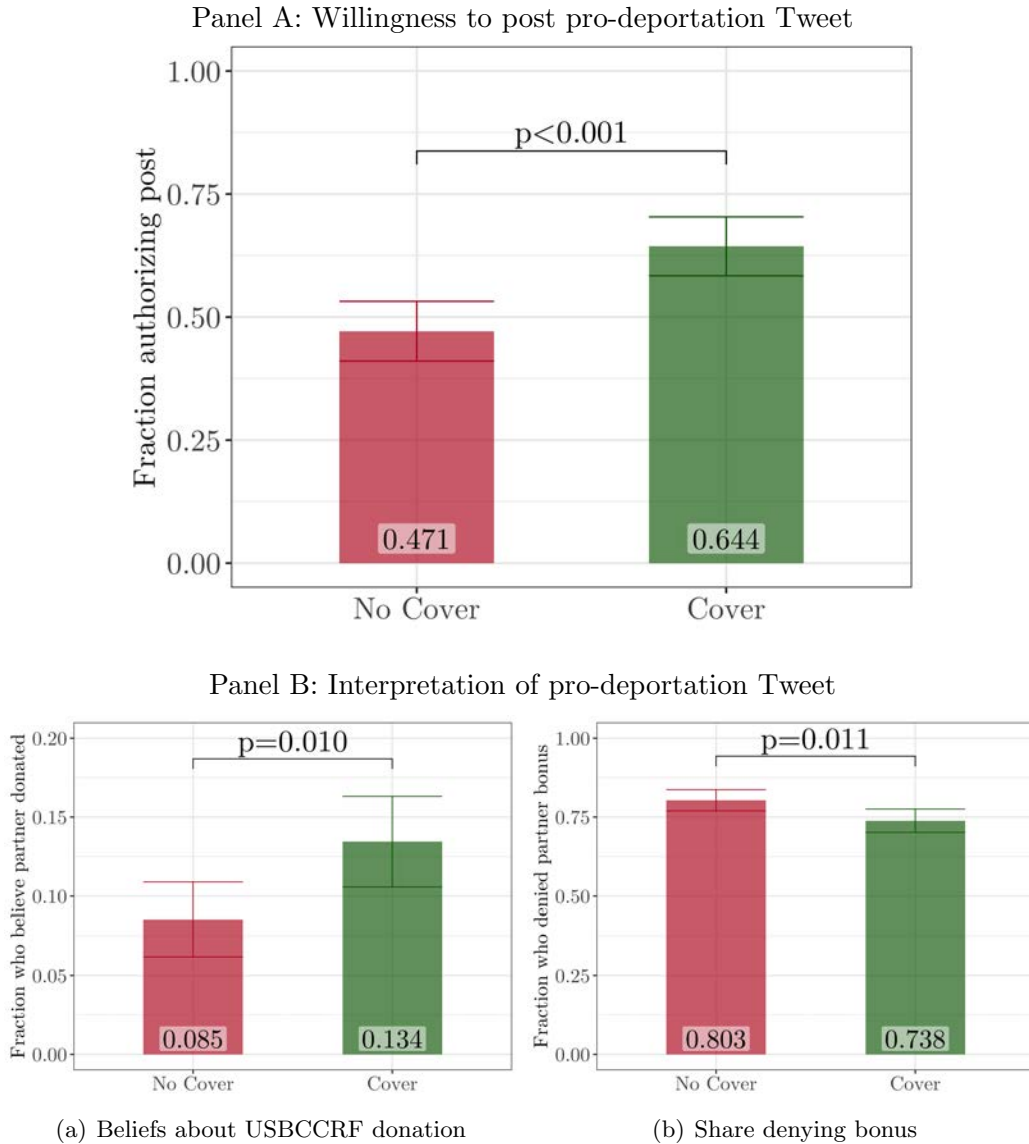 Panel A: Willingness to post pro-deportation Tweet
Fraction authorizing post
1.00
0.75
0.50
0.25
0.00
p<0.001
0.471
0.644
No Cover
Cover
Panel B: Interpretation of pro-deportation Tweet
Fraction who believe partner donated
0.20
0.15
0.10
0.05
0.00
p=0.010
0.085
0.134
No Cover
Cover
(a) Beliefs about USBCCRF donation
Fraction who denied partner bonus
1.00
0.75
0.50
0.25
0.00
p=0.011
0.803
0.738
No Cover
Cover
(b) Share denying bonus